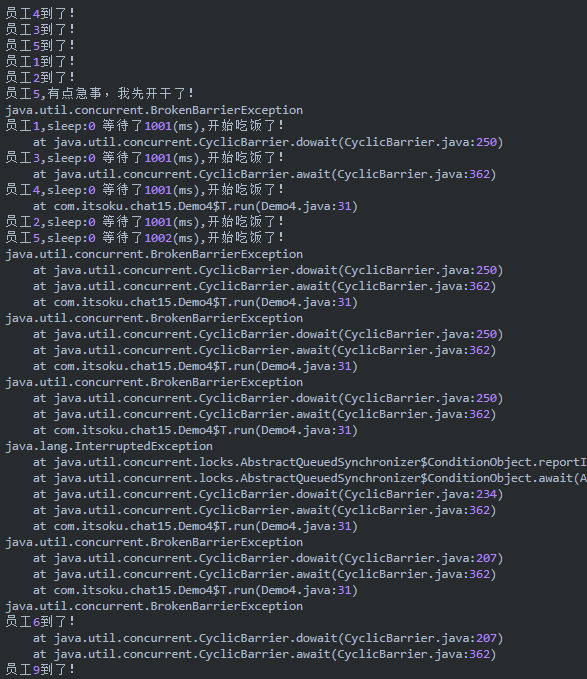 员工4到了!
员工3到了!
员工5到了!
员工1到了!
员工2到了!
员工5,有点急事，我先开干了!
java.util.concurrent.BrokenBarrierException
员工1,sleep:0 等待了1001(ms),开始吃饭了!
    at java.util.concurrent.CyclicBarrier.dowait(CyclicBarrier.java:250)
员工3,sleep:0 等待了1001(ms),开始吃饭了!
    at java.util.concurrent.CyclicBarrier.await(CyclicBarrier.java:362)
员工4,sleep:0 等待了1001(ms),开始吃饭了!
    at com.itsoku.chat15.Demo4$T.run(Demo4.java:31)
员工2,sleep:0 等待了1001(ms),开始吃饭了!
员工5,sleep:0 等待了1002(ms),开始吃饭了!
java.util.concurrent.BrokenBarrierException
    at java.util.concurrent.CyclicBarrier.dowait(CyclicBarrier.java:250)
    at java.util.concurrent.CyclicBarrier.await(CyclicBarrier.java:362)
    at com.itsoku.chat15.Demo4$T.run(Demo4.java:31)
java.util.concurrent.BrokenBarrierException
    at java.util.concurrent.CyclicBarrier.dowait(CyclicBarrier.java:250)
    at java.util.concurrent.CyclicBarrier.await(CyclicBarrier.java:362)
    at com.itsoku.chat15.Demo4$T.run(Demo4.java:31)
java.util.concurrent.BrokenBarrierException
    at java.util.concurrent.CyclicBarrier.dowait(CyclicBarrier.java:250)
    at java.util.concurrent.CyclicBarrier.await(CyclicBarrier.java:362)
    at com.itsoku.chat15.Demo4$T.run(Demo4.java:31)
java.lang.InterruptedException
    at java.util.concurrent.locks.AbstractQueuedSynchronizer$ConditionObject.reportI
    at java.util.concurrent.locks.AbstractQueuedSynchronizer$ConditionObject.await(A
    at java.util.concurrent.CyclicBarrier.dowait(CyclicBarrier.java:234)
    at java.util.concurrent.CyclicBarrier.await(CyclicBarrier.java:362)
    at com.itsoku.chat15.Demo4$T.run(Demo4.java:31)
java.util.concurrent.BrokenBarrierException
    at java.util.concurrent.CyclicBarrier.dowait(CyclicBarrier.java:207)
    at java.util.concurrent.CyclicBarrier.await(CyclicBarrier.java:362)
    at com.itsoku.chat15.Demo4$T.run(Demo4.java:31)
java.util.concurrent.BrokenBarrierException
员工6到了!
    at java.util.concurrent.CyclicBarrier.dowait(CyclicBarrier.java:207)
    at java.util.concurrent.CyclicBarrier.await(CyclicBarrier.java:362)
员工9到了!